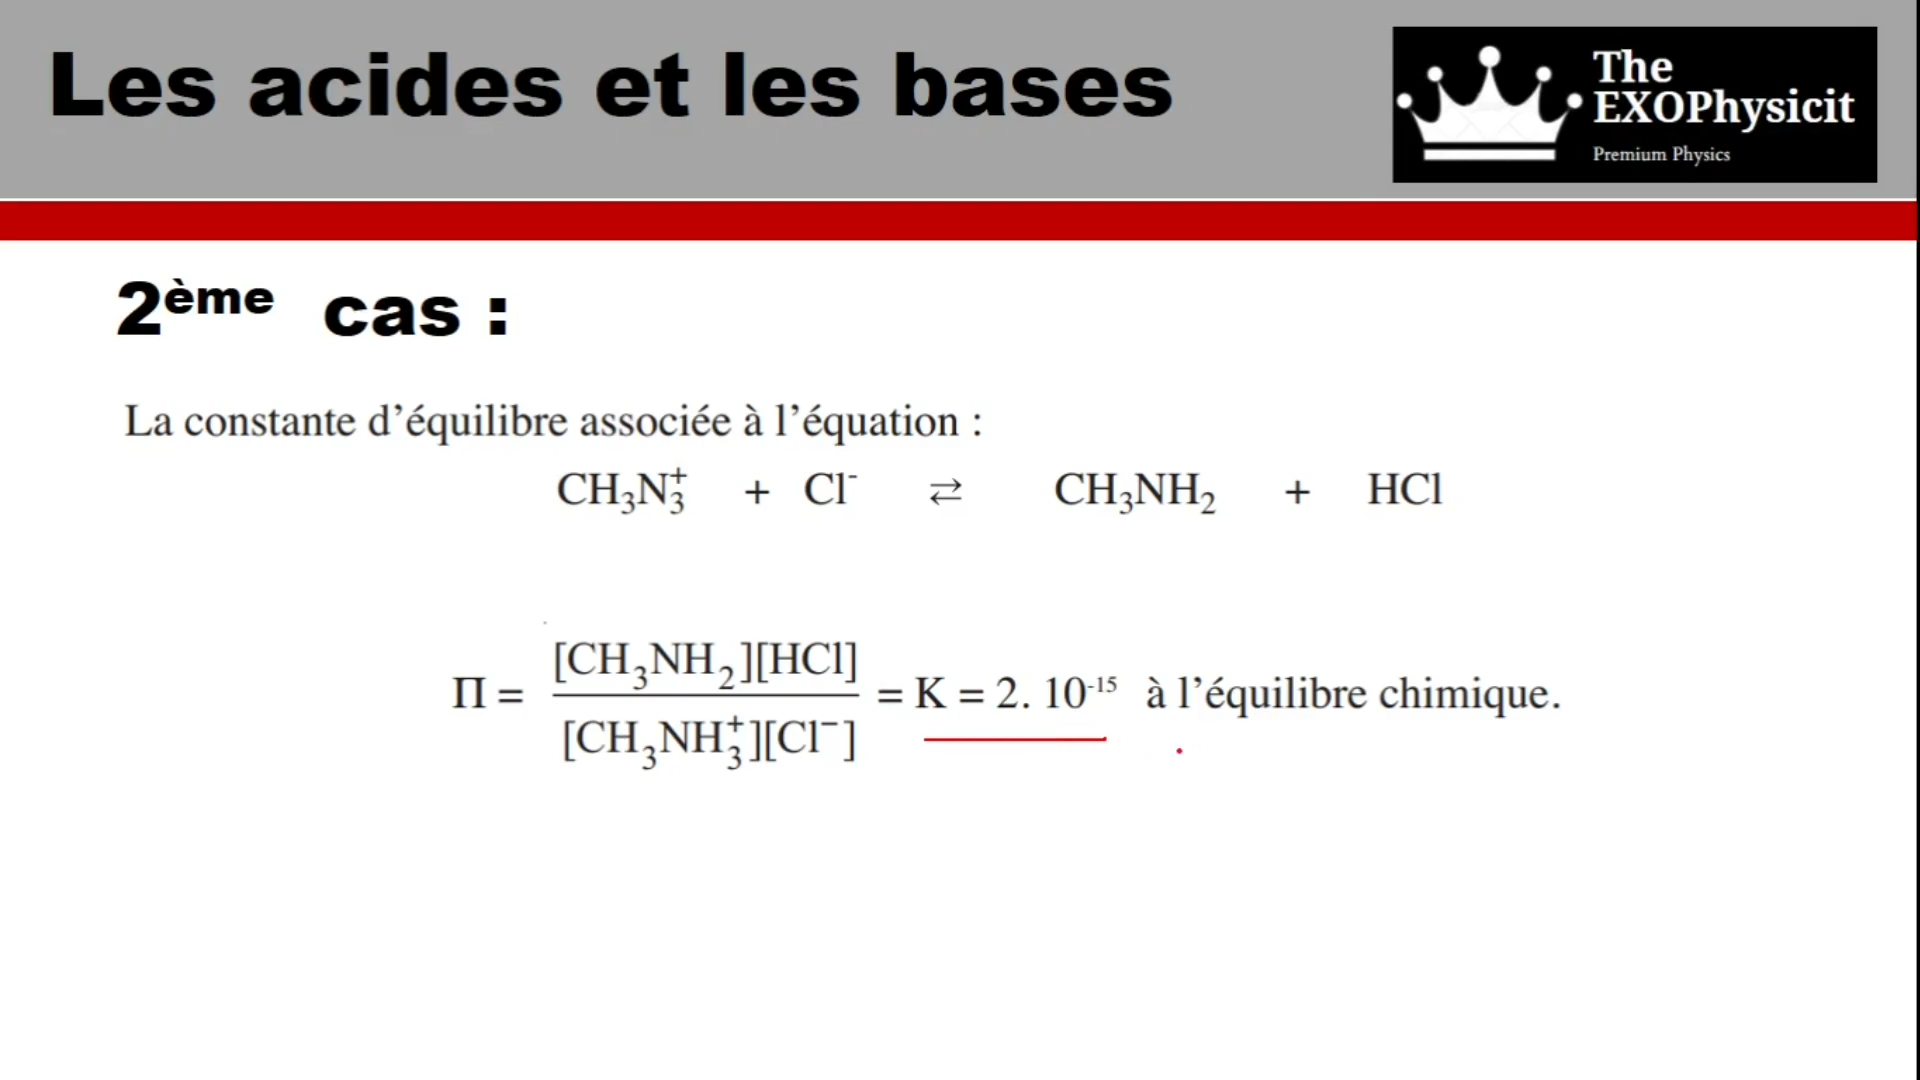 Les acides et les bases
The
EXOPhysicit
Premium Physics
2ème cas :
La constante d’équilibre associée à l’équation :
CH₃N₃⁺ + Cl⁻ ⇄ CH₃NH₂ + HCl
Π = [CH₃NH₂][HCl] / [CH₃NH₃⁺][Cl⁻] = K = 2. 10⁻¹⁵ à l’équilibre chimique.